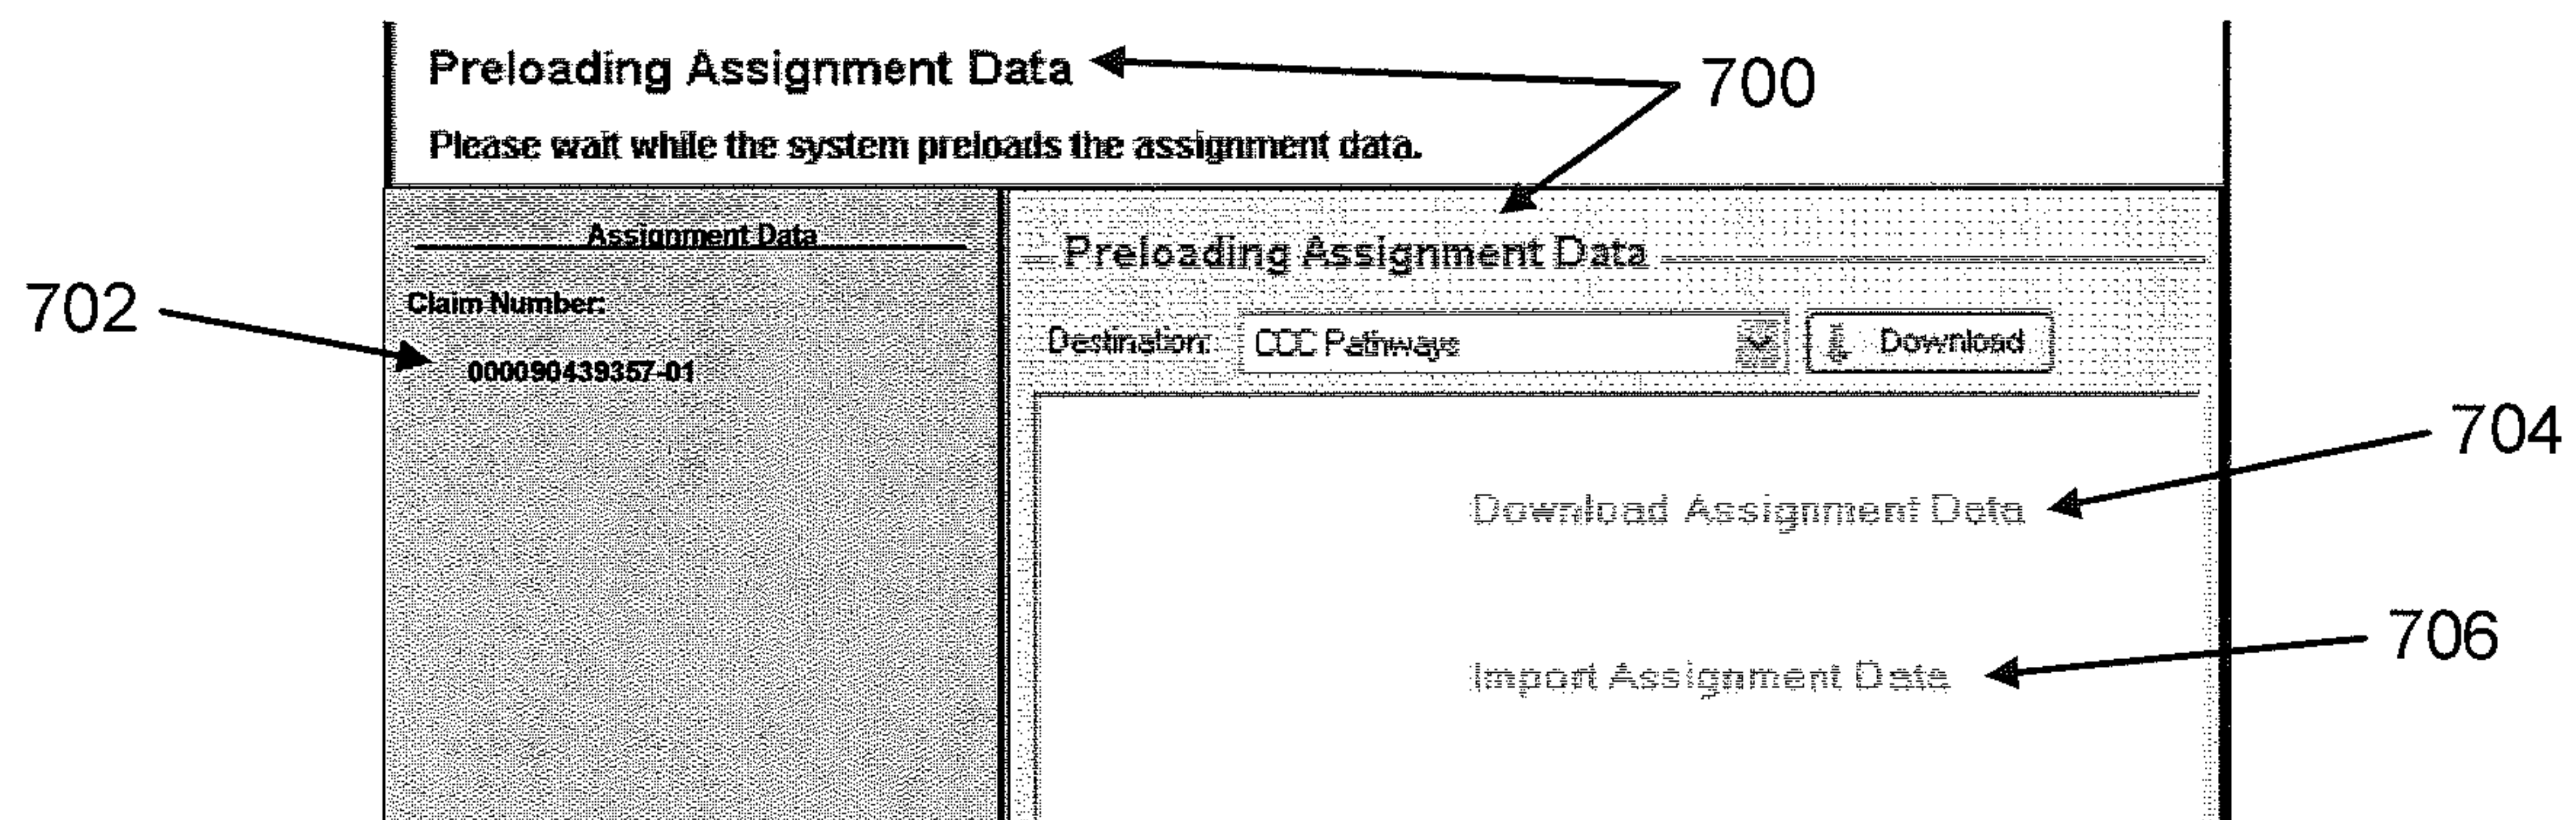 Preloading Assignment Data
700
Please wait while the system preloads the assignment data.
Assignment Data
Preloading Assignment Data
702
Claim Number:
000090439357-01
Destination: CCC Pathways Download
704
Download Assignment Data
706
Import Assignment Data